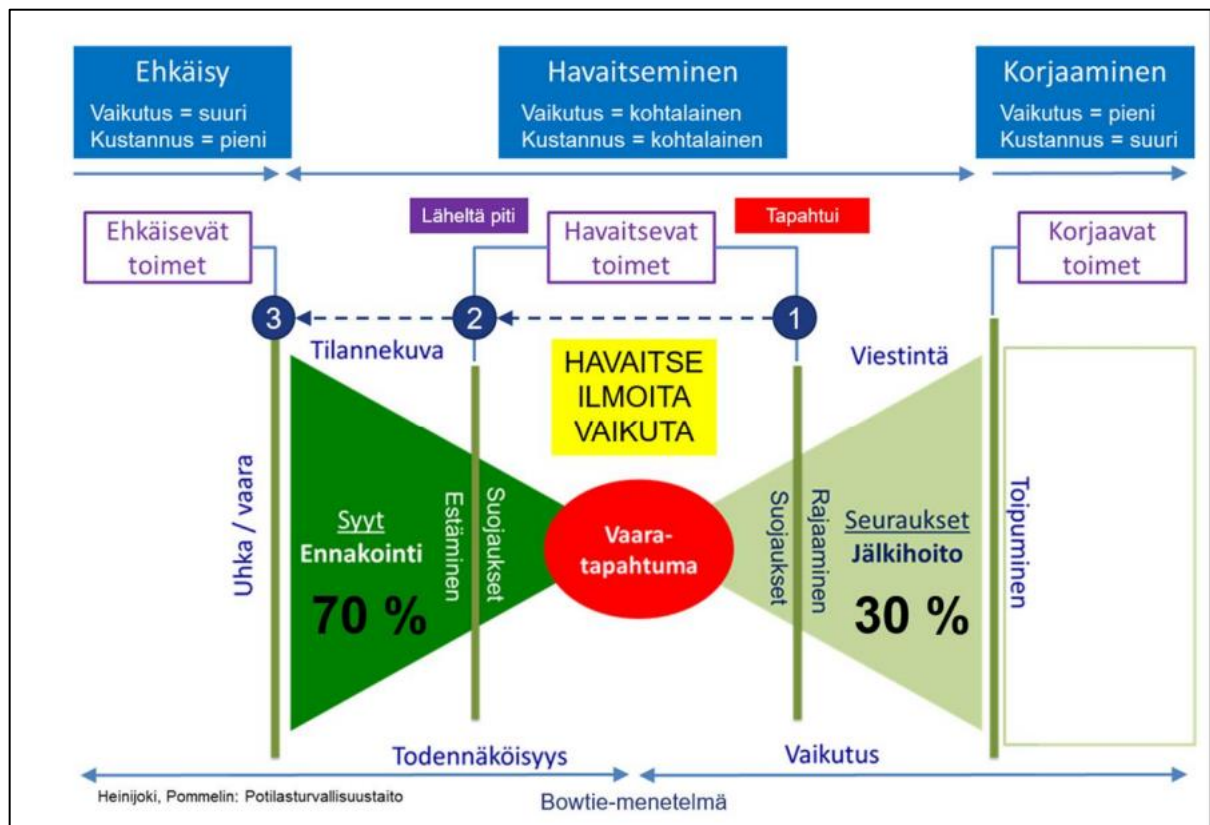 Ehkäisy
Vaikutus = suuri
Kustannus = pieni
Havaitseminen
Vaikutus = kohtalainen
Kustannus = kohtalainen
Korjaaminen
Vaikutus = pieni
Kustannus = suuri
Ehkäisevät
toimet
Läheltä piti
Havaitsevat
toimet
Tapahtui
Korjaavat
toimet
3
2
1
Tilannekuva
HAVAITSE
ILMOITA
VAIKUTA
Viestintä
Uhka / vaara
Syyt
Ennakointi
70 %
Estäminen
Suojaukset
Vaara-
tapahtuma
Suojaukset
Rajaaminen
Seuraukset
Jälkihoito
30 %
Toipuminen
Todennäköisyys
Vaikutus
Heinijoki, Pommelin: Potilasturvallisuustaito
Bowtie-menetelmä